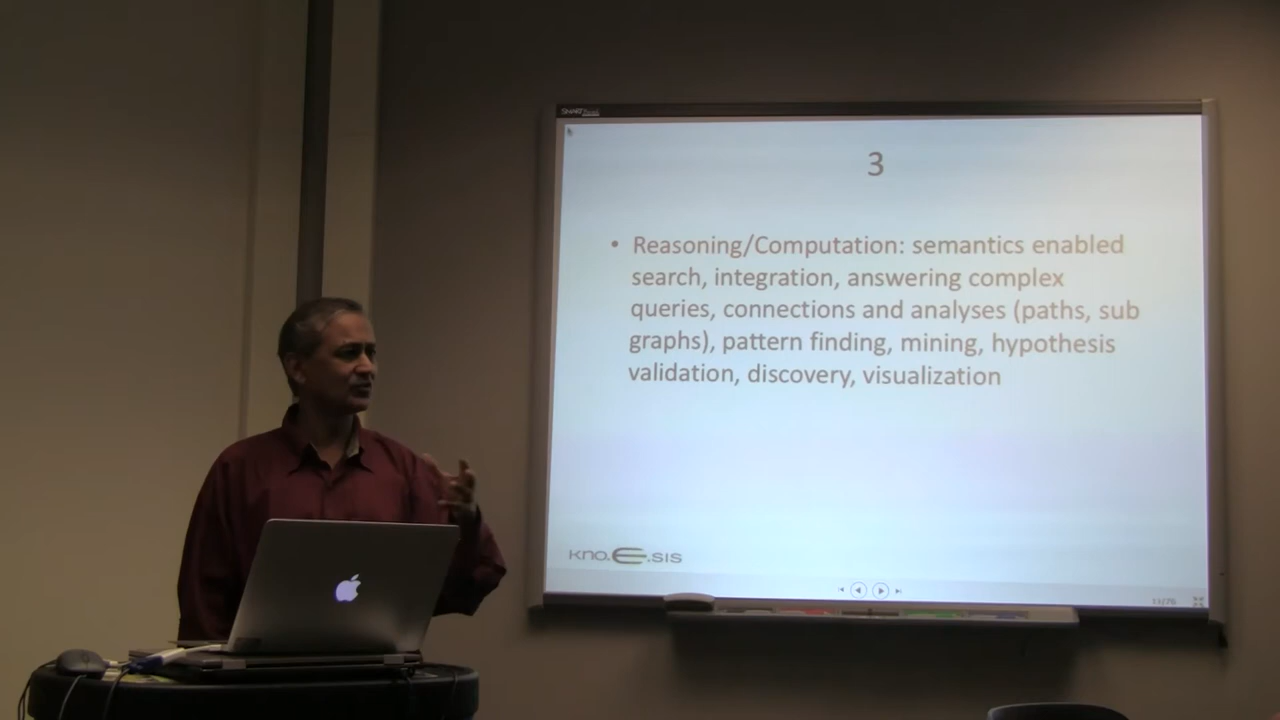 SMART
3
• Reasoning/Computation: semantics enabled
search, integration, answering complex
queries, connections and analyses (paths, sub
graphs), pattern finding, mining, hypothesis
validation, discovery, visualization
kno.e.sis